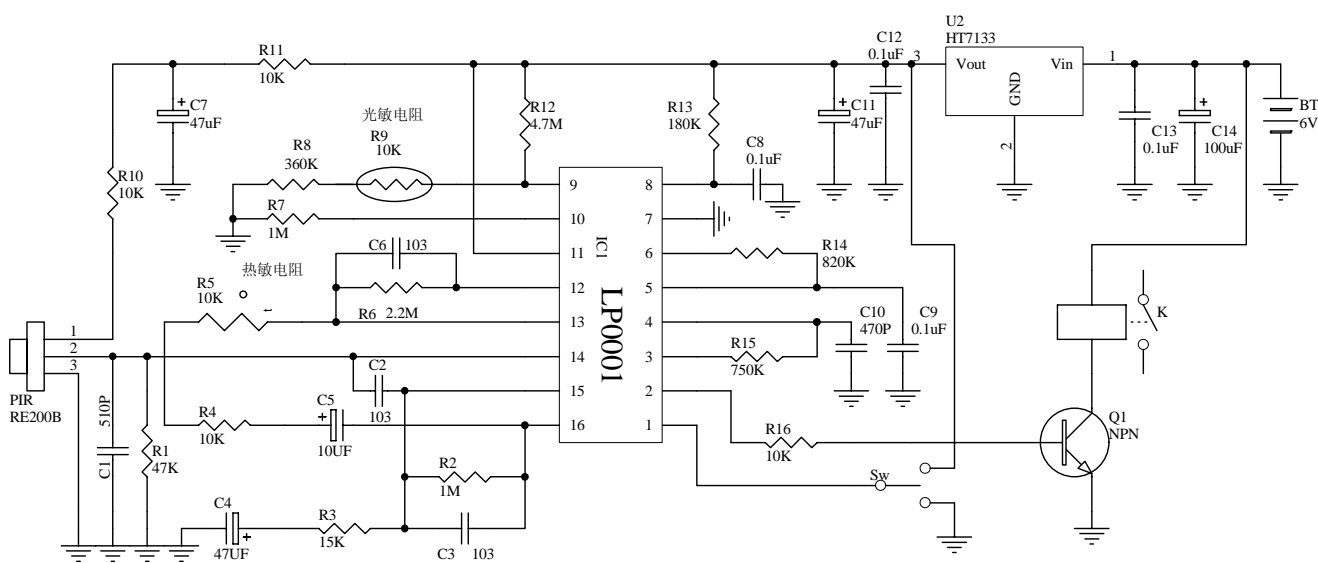 U2
HT7133
C12
0.1uF
3
Vout
Vin
1
GND
2
R11
10K
+
C7
47uF
光敏电阻
R9
10K
R8
360K
R12
4.7M
R13
180K
C8
0.1uF
+
C11
47uF
C13
0.1uF
+
C14
100uF
BT
6V
R10
10K
R7
1M
9
10
11
12
13
14
15
16
8
7
6
5
4
3
2
1
IC1
LP0001
C6
103
热敏电阻
R5
10K
t
R6
2.2M
R14
820K
C10
470P
C9
0.1uF
R15
750K
K
1
2
3
PIR
RE200B
510P
C1
R1
47K
C2
103
R4
10K
C5
+
10UF
R2
1M
C4
+
47UF
R3
15K
C3
103
R16
10K
Sw
Q1
NPN